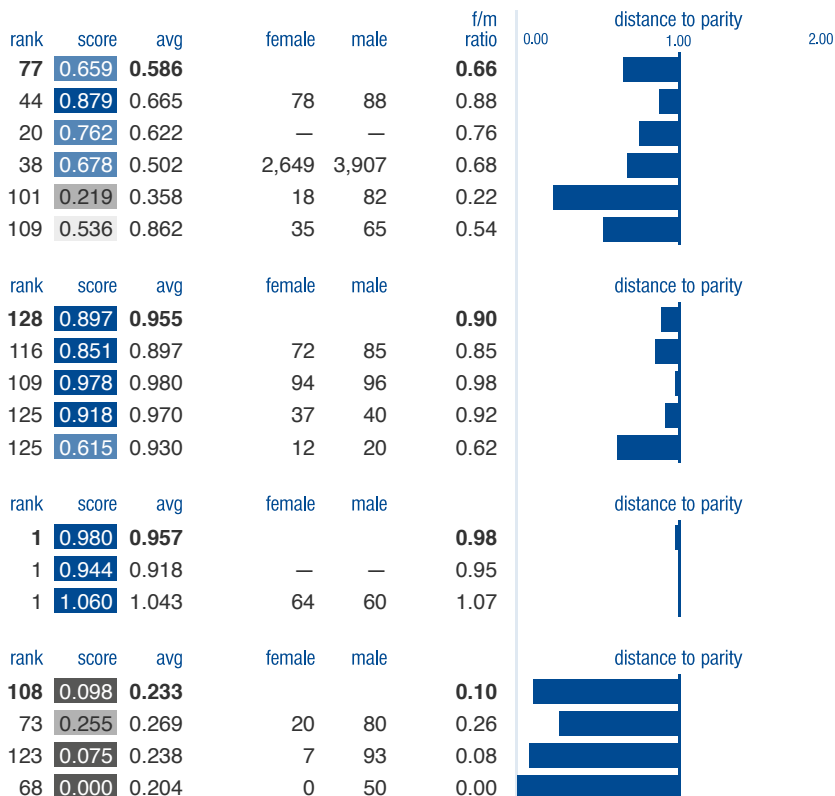 f/m distance to parity
rank score avg female male ratio 0.00 1.00 2.00
77 0.659 0.586 0.66
44 0.879 0.665 78 88 0.88
20 0.762 0.622 — — 0.76
38 0.678 0.502 2,649 3,907 0.68
101 0.219 0.358 18 82 0.22
109 0.536 0.862 35 65 0.54
rank score avg female male distance to parity
128 0.897 0.955 0.90
116 0.851 0.897 72 85 0.85
109 0.978 0.980 94 96 0.98
125 0.918 0.970 37 40 0.92
125 0.615 0.930 12 20 0.62
rank score avg female male distance to parity
1 0.980 0.957 0.98
1 0.944 0.918 — — 0.95
1 1.060 1.043 64 60 1.07
rank score avg female male distance to parity
108 0.098 0.233 0.10
73 0.255 0.269 20 80 0.26
123 0.075 0.238 7 93 0.08
68 0.000 0.204 0 50 0.00